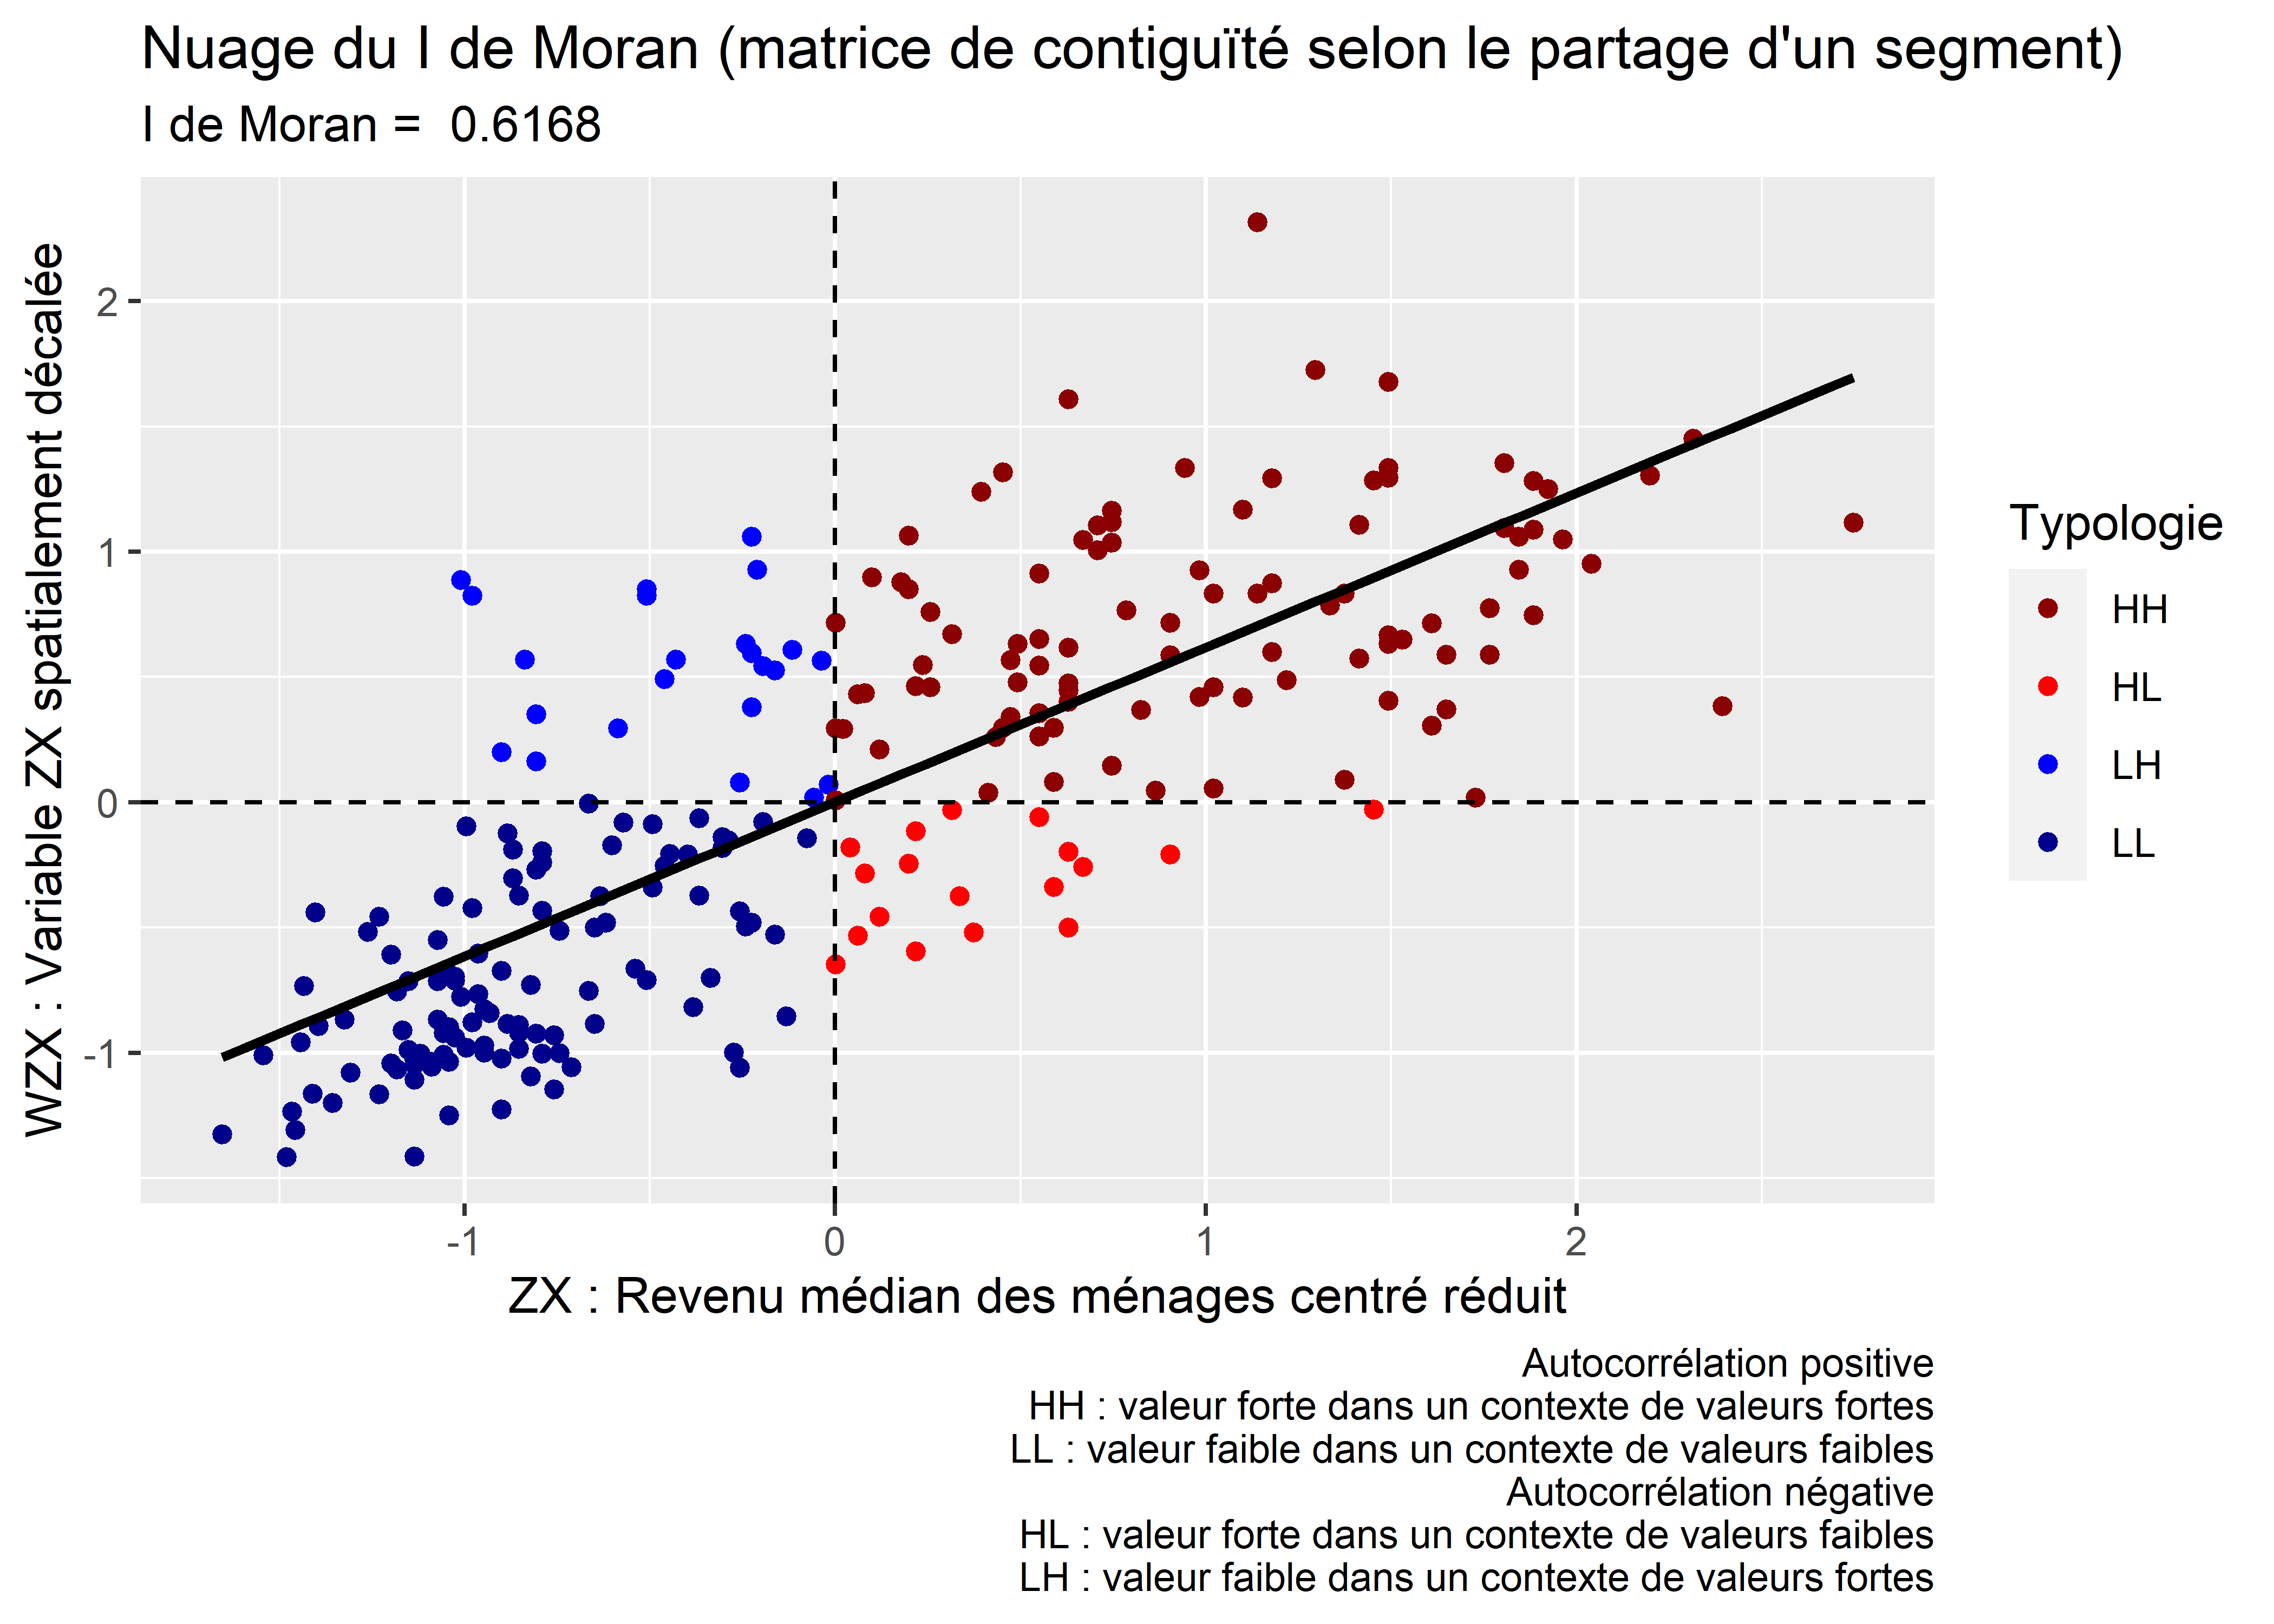 Nuage du I de Moran (matrice de contiguïté selon le partage d'un segment)
I de Moran =  0.6168
WZX : Variable ZX spatialement décalée
2
1
0
-1
-1
0
1
2
ZX : Revenu médian des ménages centré réduit
Typologie
HH
HL
LH
LL
Autocorrélation positive
HH : valeur forte dans un contexte de valeurs fortes
LL : valeur faible dans un contexte de valeurs faibles
Autocorrélation négative
HL : valeur forte dans un contexte de valeurs faibles
LH : valeur faible dans un contexte de valeurs fortes